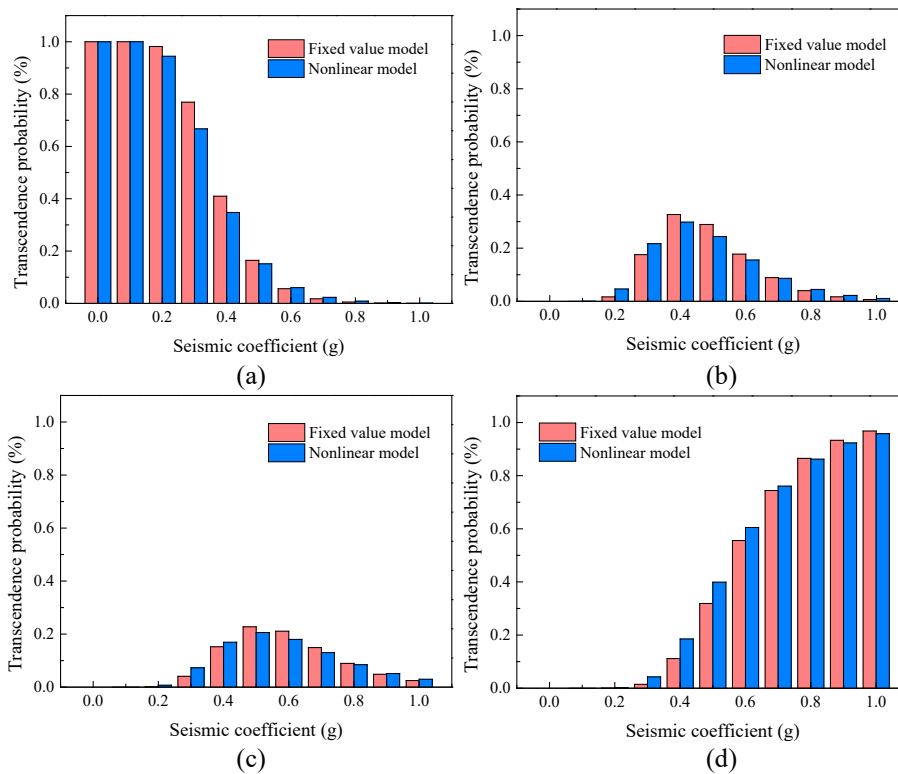 Fixed value model
Nonlinear model
Transcendence probability (%)
1.0
0.8
0.6
0.4
0.2
0.0
0.0 0.2 0.4 0.6 0.8 1.0
Seismic coefficient (g)
(a)
Fixed value model
Nonlinear model
Transcendence probability (%)
1.0
0.8
0.6
0.4
0.2
0.0
0.0 0.2 0.4 0.6 0.8 1.0
Seismic coefficient (g)
(b)
Fixed value model
Nonlinear model
Transcendence probability (%)
1.0
0.8
0.6
0.4
0.2
0.0
0.0 0.2 0.4 0.6 0.8 1.0
Seismic coefficient (g)
(c)
Fixed value model
Nonlinear model
Transcendence probability (%)
1.0
0.8
0.6
0.4
0.2
0.0
0.0 0.2 0.4 0.6 0.8 1.0
Seismic coefficient (g)
(d)